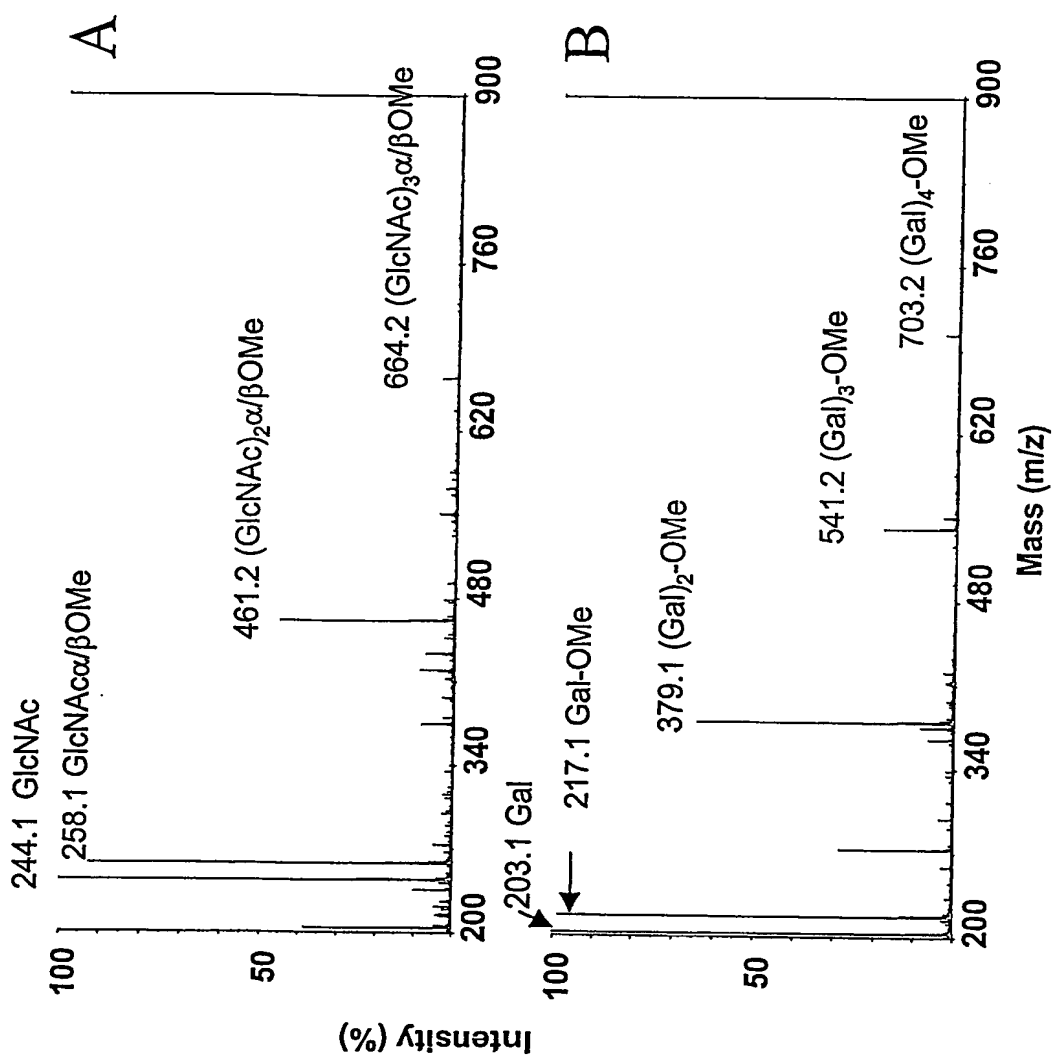 A
244.1 GlcNAc
258.1 GlcNAcα/βOMe
461.2 (GlcNAc)₂α/βOMe
664.2 (GlcNAC)₃α/βOMe
100
50
200
340
480
620
760
900
B
203.1 Gal
217.1 Gal-OMe
379.1 (Gal)₂-OMe
541.2 (Gal)₃-OMe
703.2 (Gal)₄-OMe
100
50
200
340
480
620
760
900
Intensity (%)
Mass (m/z)